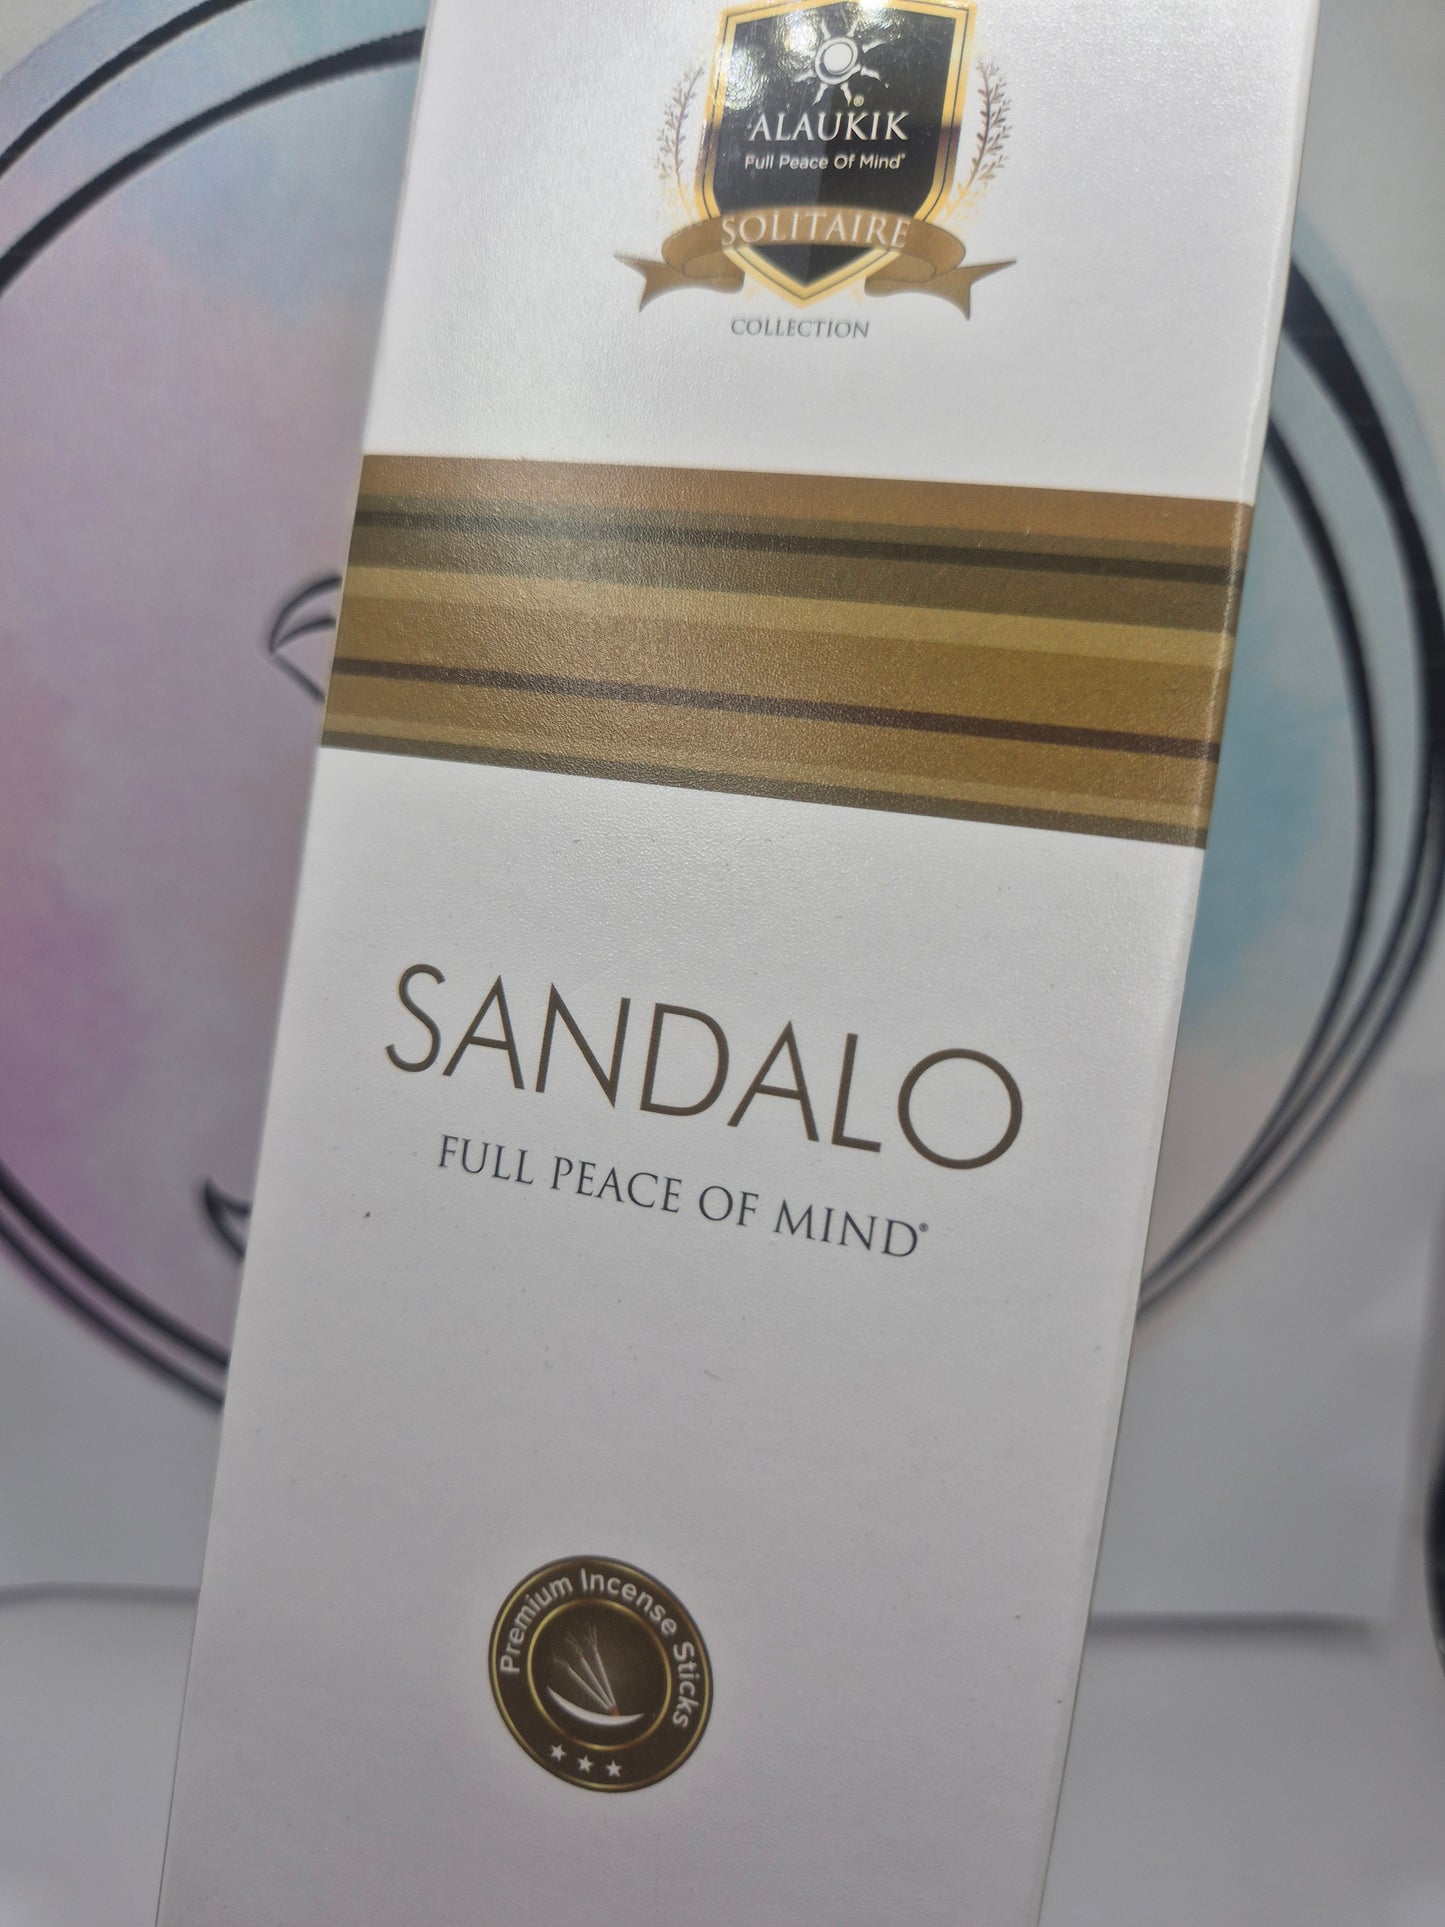 ALAUKIK®
Full Peace Of Mind®
SOLITAIRE
COLLECTION
SANDALO
FULL PEACE OF MIND®
Premium Incense Sticks